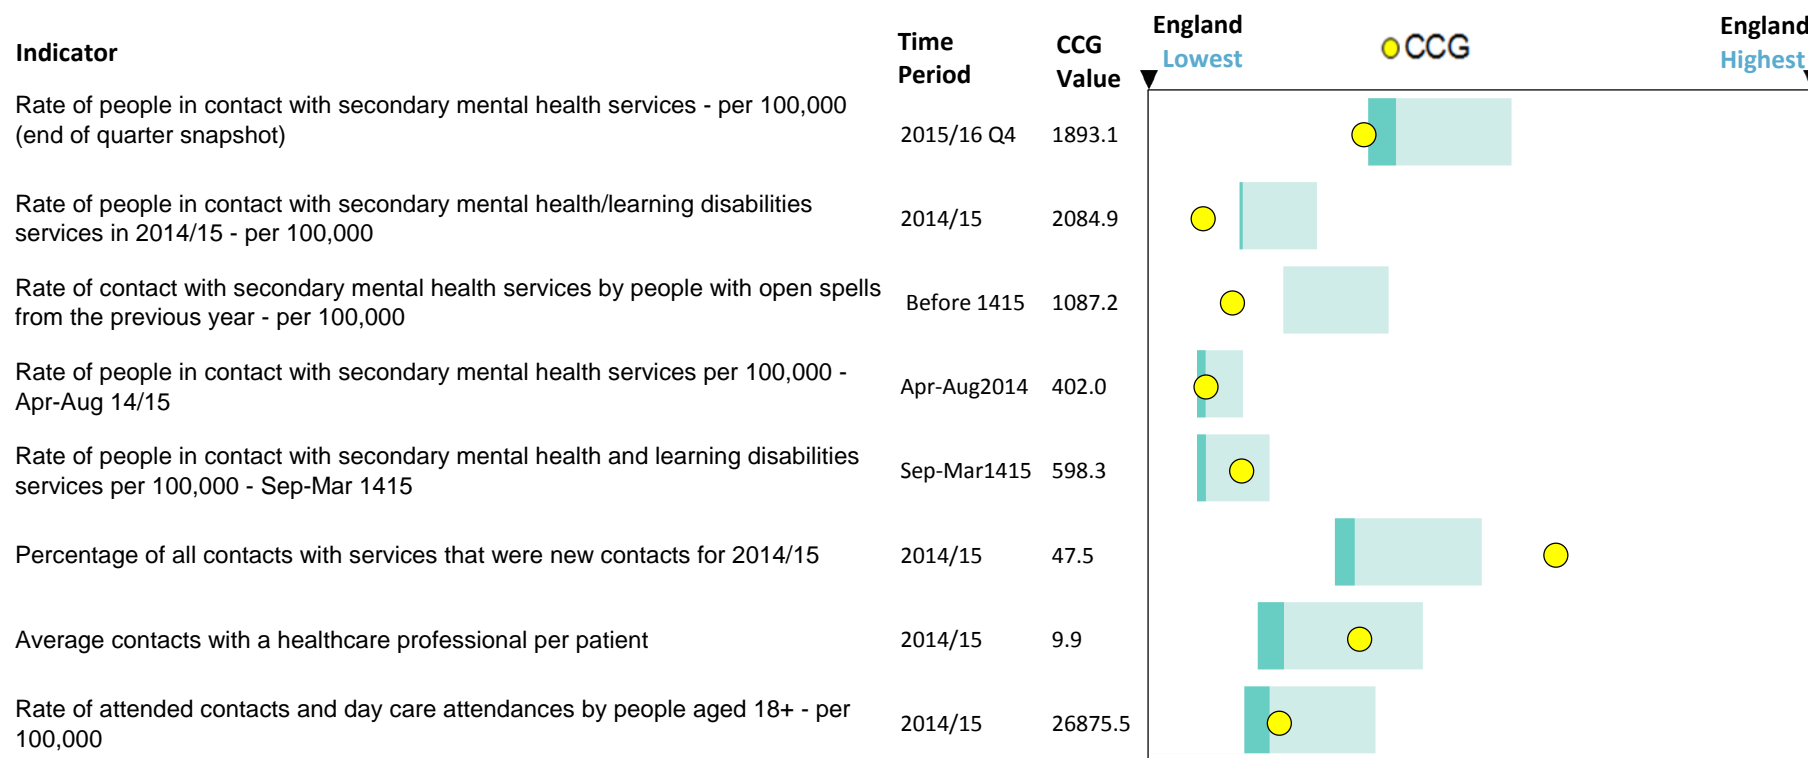 Indicator
Time
Period
CCG
Value
England
Lowest
CCG
England
Highest
Rate of people in contact with secondary mental health services - per 100,000
(end of quarter snapshot)
2015/16 Q4
1893.1
Rate of people in contact with secondary mental health/learning disabilities
services in 2014/15 - per 100,000
2014/15
2084.9
Rate of contact with secondary mental health services by people with open spells
from the previous year - per 100,000
Before 1415
1087.2
Rate of people in contact with secondary mental health services per 100,000 -
Apr-Aug 14/15
Apr-Aug2014
402.0
Rate of people in contact with secondary mental health and learning disabilities
services per 100,000 - Sep-Mar 1415
Sep-Mar1415
598.3
Percentage of all contacts with services that were new contacts for 2014/15
2014/15
47.5
Average contacts with a healthcare professional per patient
2014/15
9.9
Rate of attended contacts and day care attendances by people aged 18+ - per
100,000
2014/15
26875.5